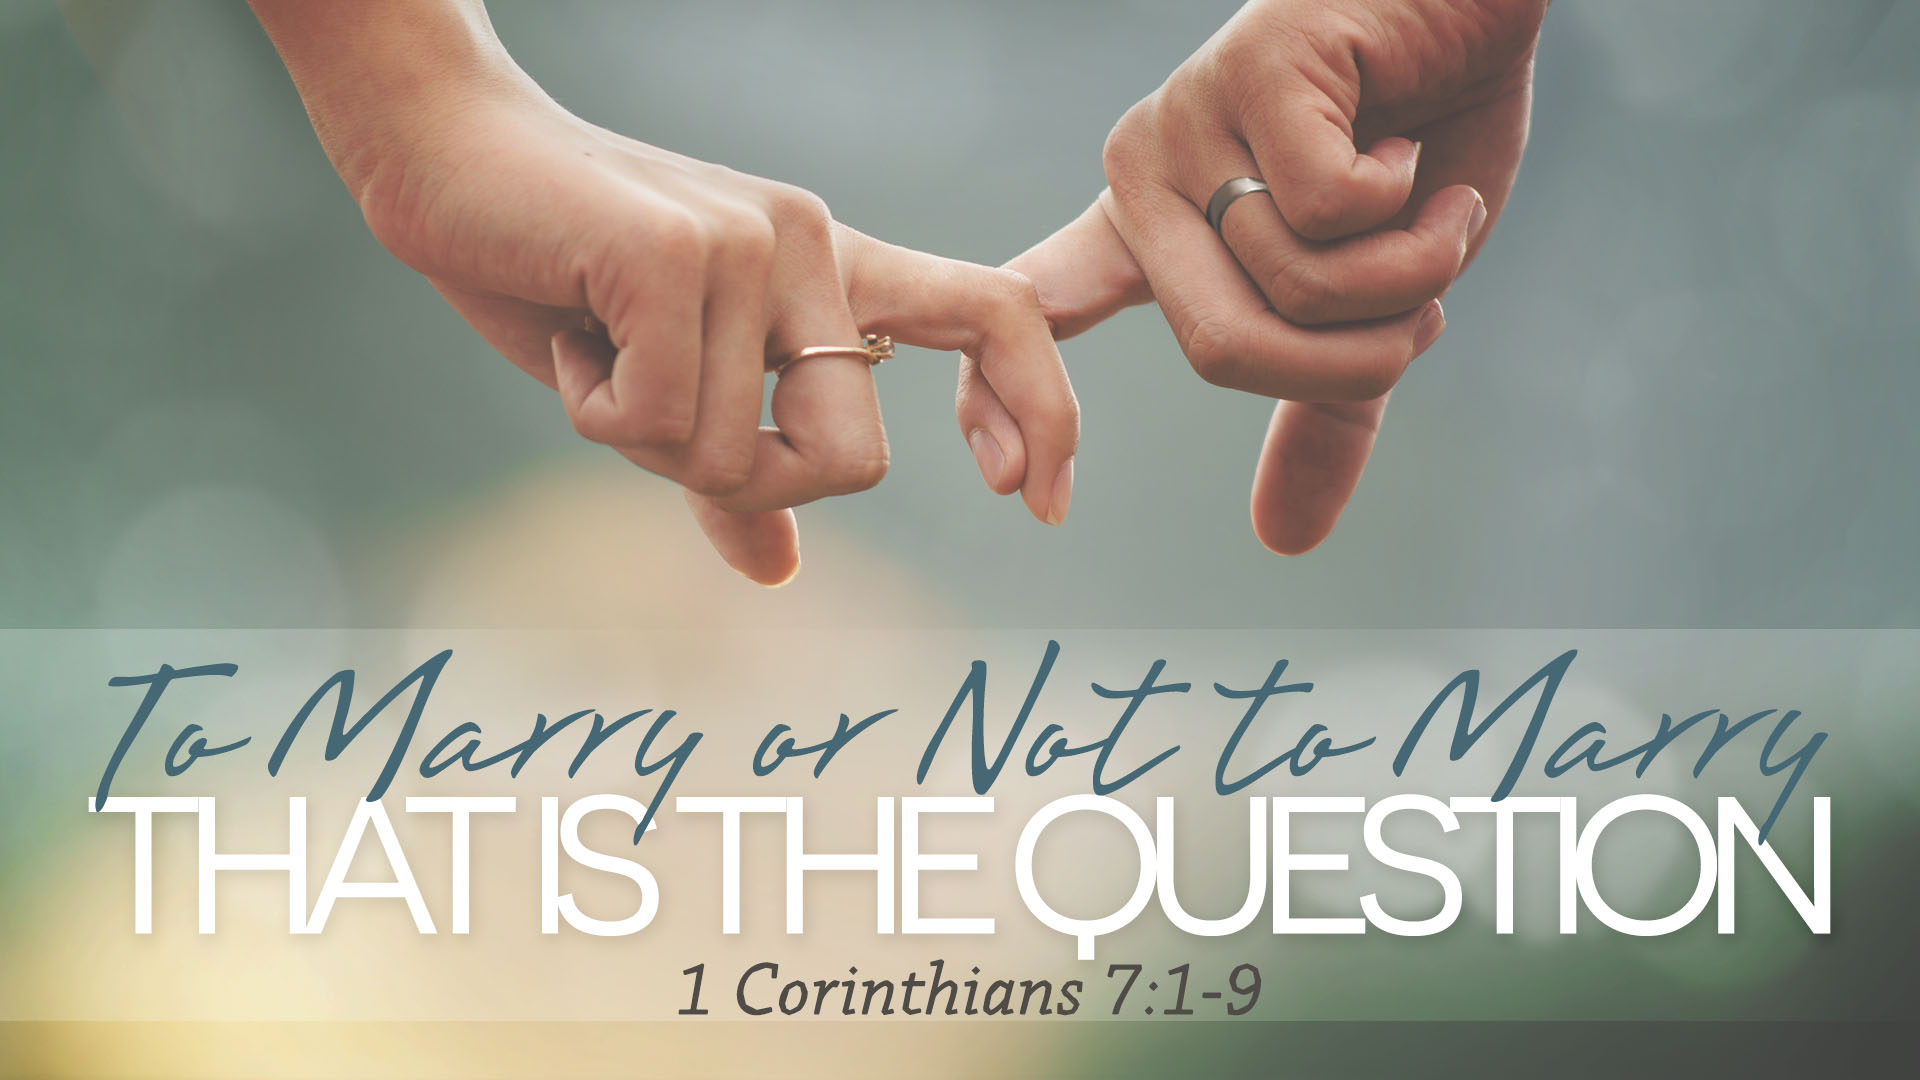 To Marry or Not to Marry
THAT IS THE QUESTION
1 Corinthians 7:1-9